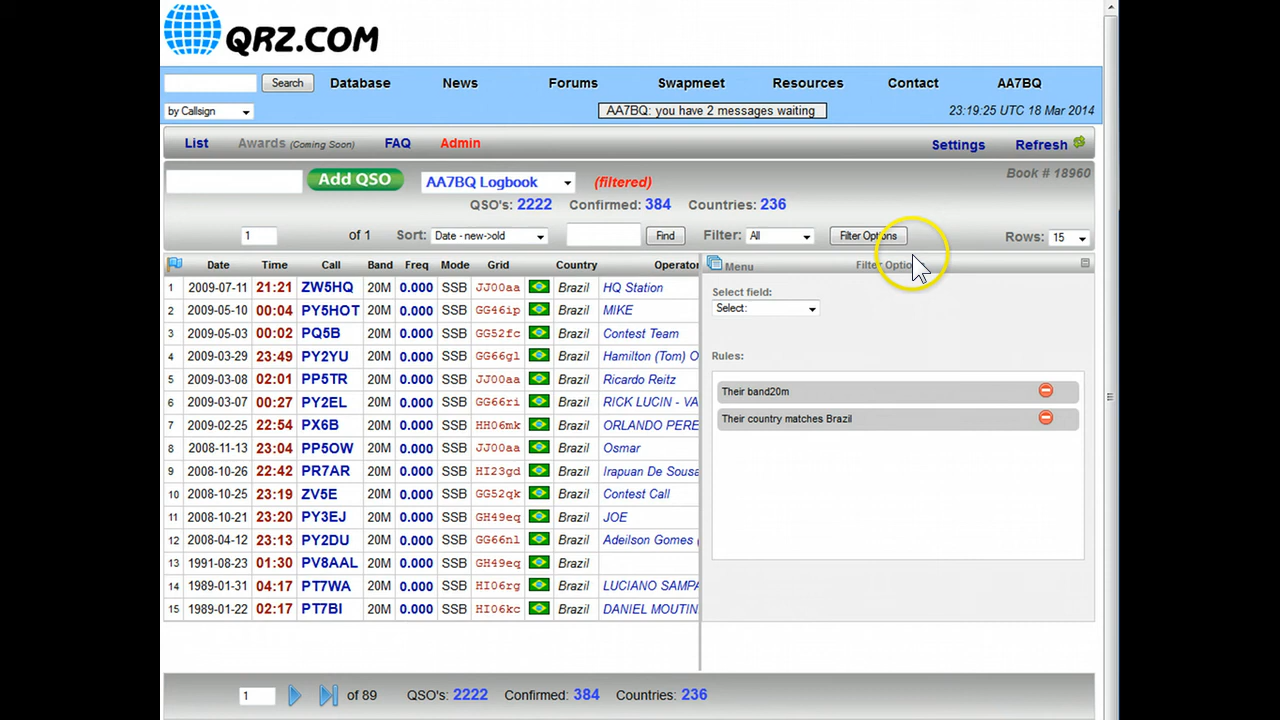 QRZ.COM
Search Database News Forums Swapmeet Resources Contact AA7BQ
by Callsign AA7BQ: you have 2 messages waiting 23:19:25 UTC 18 Mar 2014
List Awards (Coming Soon) FAQ Admin Settings Refresh
Add QSO AA7BQ Logbook (filtered) Book # 18960
QSO's: 2222 Confirmed: 384 Countries: 236
1 of 1 Sort: Date - new->old Find Filter: All Filter Options Rows: 15
Date Time Call Band Freq Mode Grid Country Operator
1 2009-07-11 21:21 ZW5HQ 20M 0.000 SSB JJ00aa Brazil HQ Station
2 2009-05-10 00:04 PY5HOT 20M 0.000 SSB GG46ip Brazil MIKE
3 2009-05-03 00:02 PQ5B 20M 0.000 SSB GG52fc Brazil Contest Team
4 2009-03-29 23:49 PY2YU 20M 0.000 SSB GG66gl Brazil Hamilton (Tom) O
5 2009-03-08 02:01 PP5TR 20M 0.000 SSB JJ00aa Brazil Ricardo Reitz
6 2009-03-07 00:27 PY2EL 20M 0.000 SSB GG66ri Brazil RICK LUCIN - VA
7 2009-02-25 22:54 PX6B 20M 0.000 SSB HH06mk Brazil ORLANDO PERE
8 2008-11-13 23:04 PP5OW 20M 0.000 SSB JJ00aa Brazil Osmar
9 2008-10-26 22:42 PR7AR 20M 0.000 SSB HI23gd Brazil Irapuan De Sousa
10 2008-10-25 23:19 ZV5E 20M 0.000 SSB GG52qk Brazil Contest Call
11 2008-10-21 23:20 PY3EJ 20M 0.000 SSB GH49eq Brazil JOE
12 2008-04-12 23:13 PY2DU 20M 0.000 SSB GG66nl Brazil Adeilson Gomes (
13 1991-08-23 01:30 PV8AAL 20M 0.000 SSB GH49eq Brazil
14 1989-01-31 04:17 PT7WA 20M 0.000 SSB HI06rg Brazil LUCIANO SAMPA
15 1989-01-22 02:17 PT7BI 20M 0.000 SSB HI06kc Brazil DANIEL MOUTIN
Menu Filter Options
Select field:
Select:
Rules:
Their band20m
Their country matches Brazil
1 of 89 QSO's: 2222 Confirmed: 384 Countries: 236